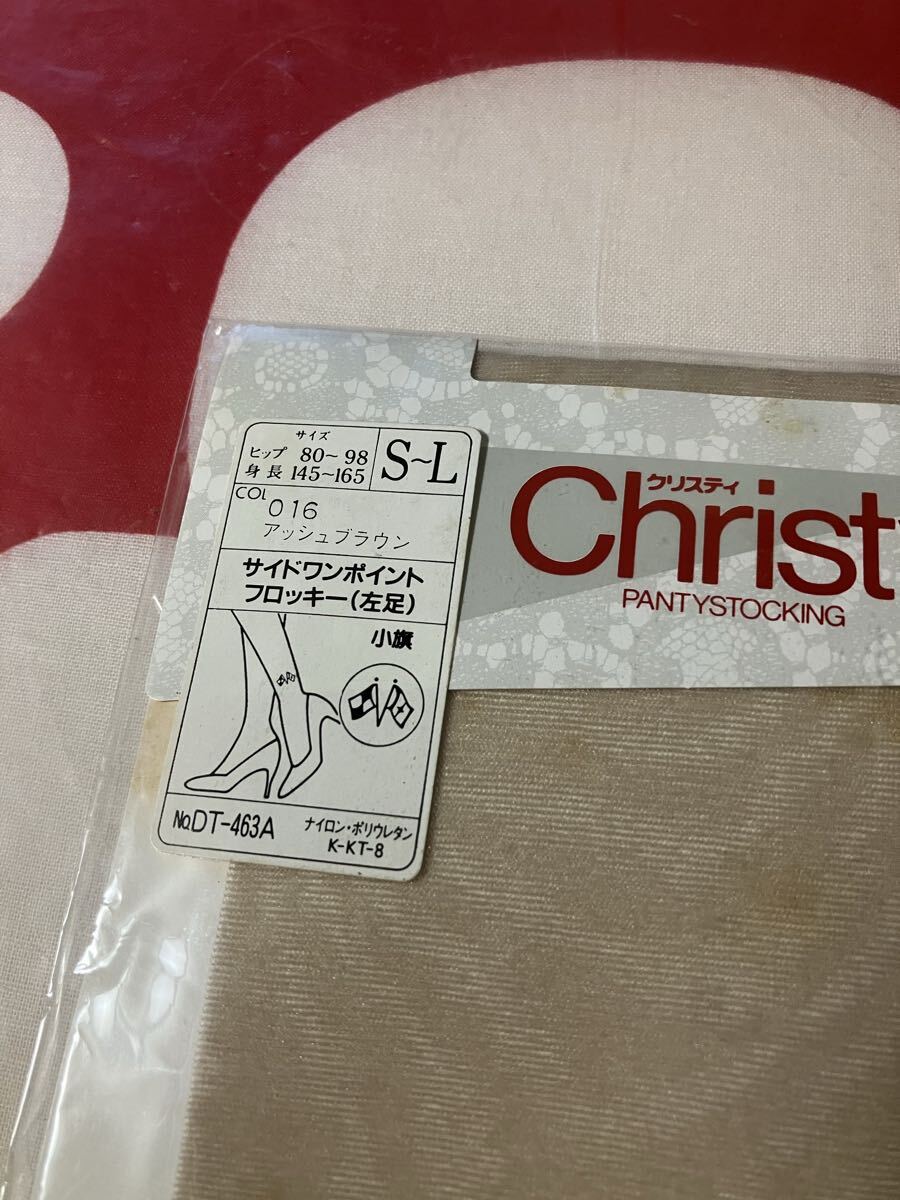 サイズ
ヒップ 80~98
身長 145~165
S~L
COL
016
アッシュブラウン
サイドワンポイント
フロッキー(左足)
小旗
No.DT-463A
ナイロン・ポリウレタン
K-KT-8
クリスティ
Christ
PANTYSTOCKING